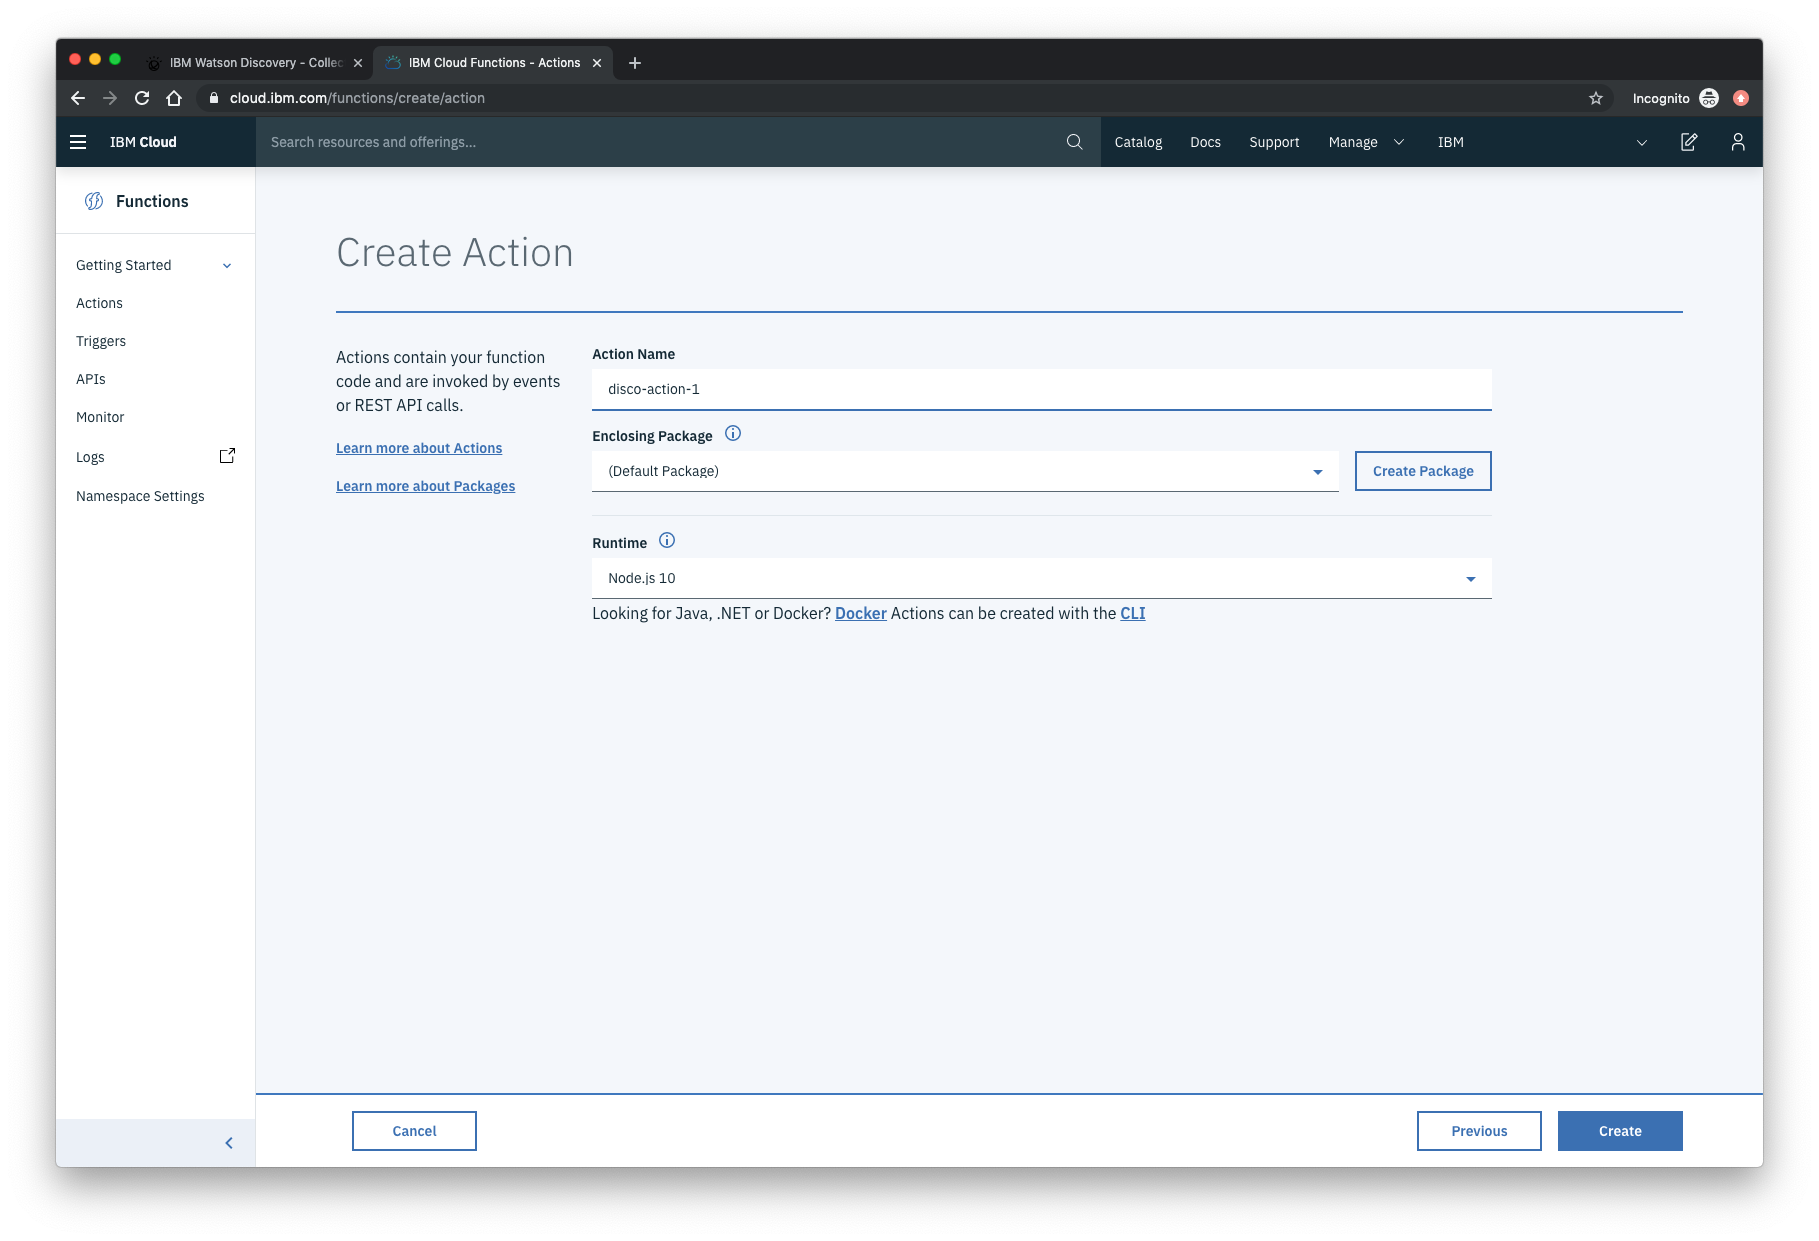 IBM Watson Discovery - Collec
IBM Cloud Functions - Actions
cloud.ibm.com/functions/create/action
Incognito
IBM Cloud
Search resources and offerings...
Catalog
Docs
Support
Manage
IBM
Functions
Getting Started
Actions
Triggers
APIs
Monitor
Logs
Namespace Settings
Create Action
Actions contain your function
code and are invoked by events
or REST API calls.
Learn more about Actions
Learn more about Packages
Action Name
disco-action-1
Enclosing Package
(Default Package)
Create Package
Runtime
Node.js 10
Looking for Java, .NET or Docker? Docker Actions can be created with the CLI
Cancel
Previous
Create